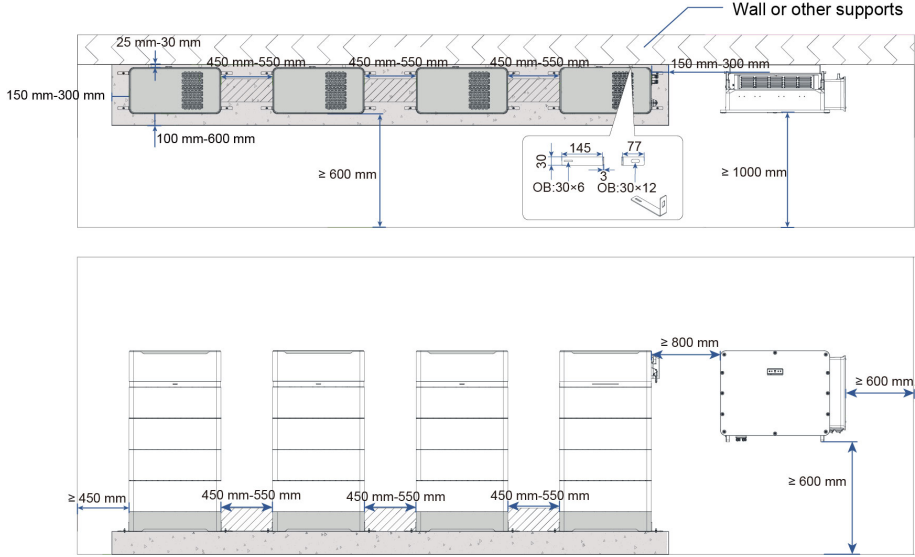 Wall or other supports
25 mm-30 mm
450 mm-550 mm
450 mm-550 mm
450 mm-550 mm
150 mm-300 mm
150 mm-300 mm
100 mm-600 mm
≥ 600 mm
145
77
30
3
OB:30×6
OB:30×12
≥ 1000 mm
≥ 800 mm
≥ 600 mm
≥ 600 mm
≥ 450 mm
450 mm-550 mm
450 mm-550 mm
450 mm-550 mm